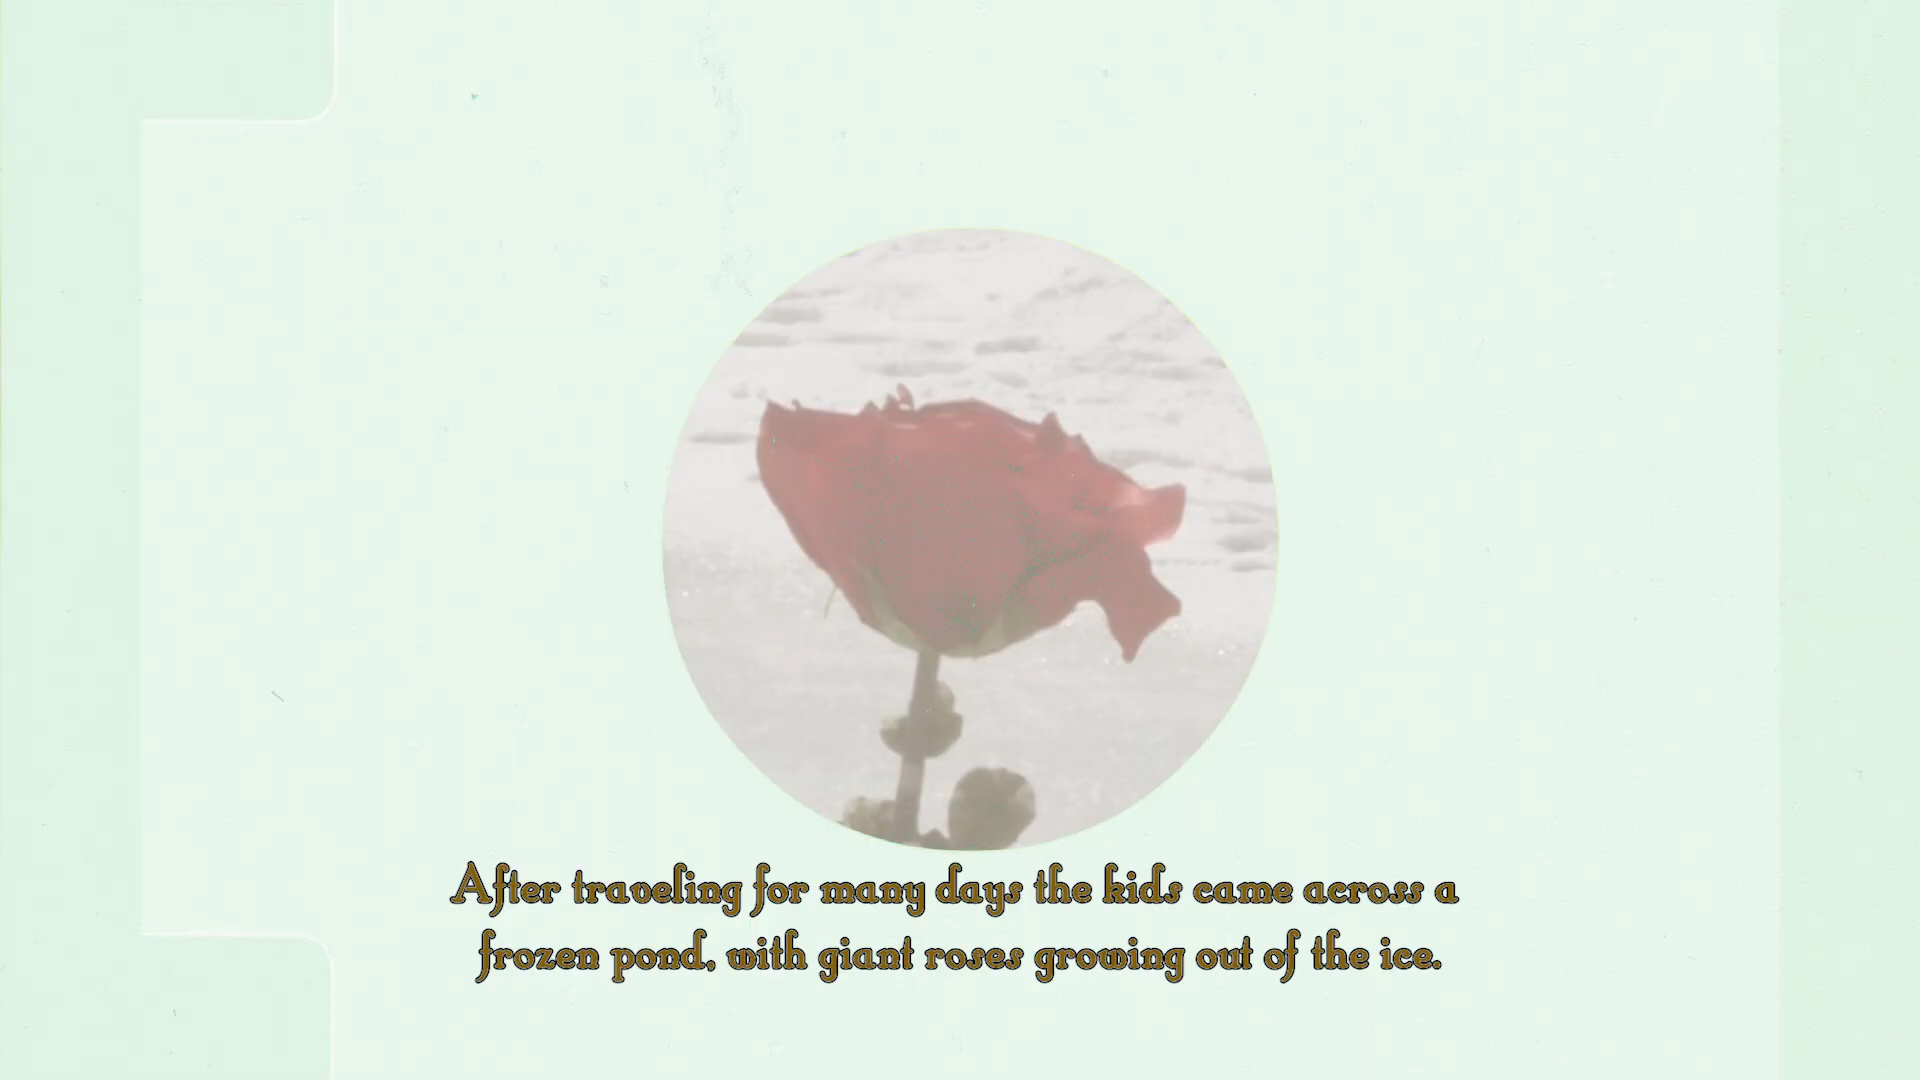 After traveling for many days the kids came across a
frozen pond, with giant roses growing out of the ice.